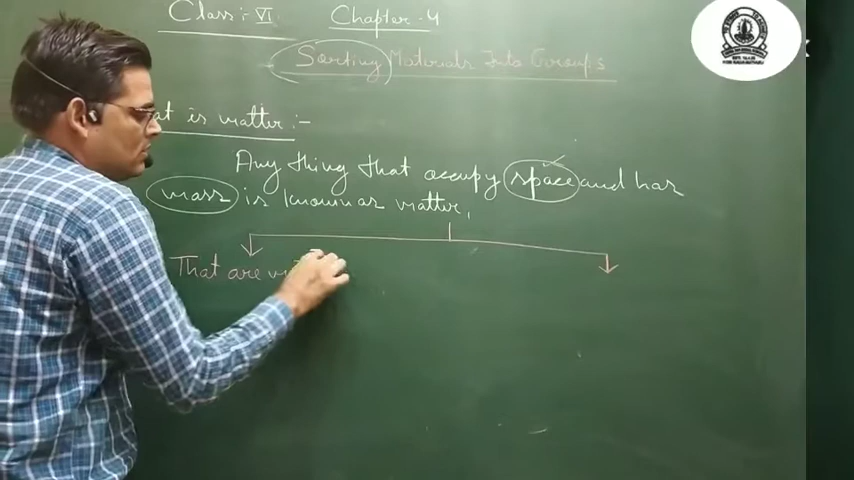 Class :- VI Chapter - 4
Sorting Materials Into Groups
at is matter :-
Any thing that occupy space and has
mass is known as matter.
That are